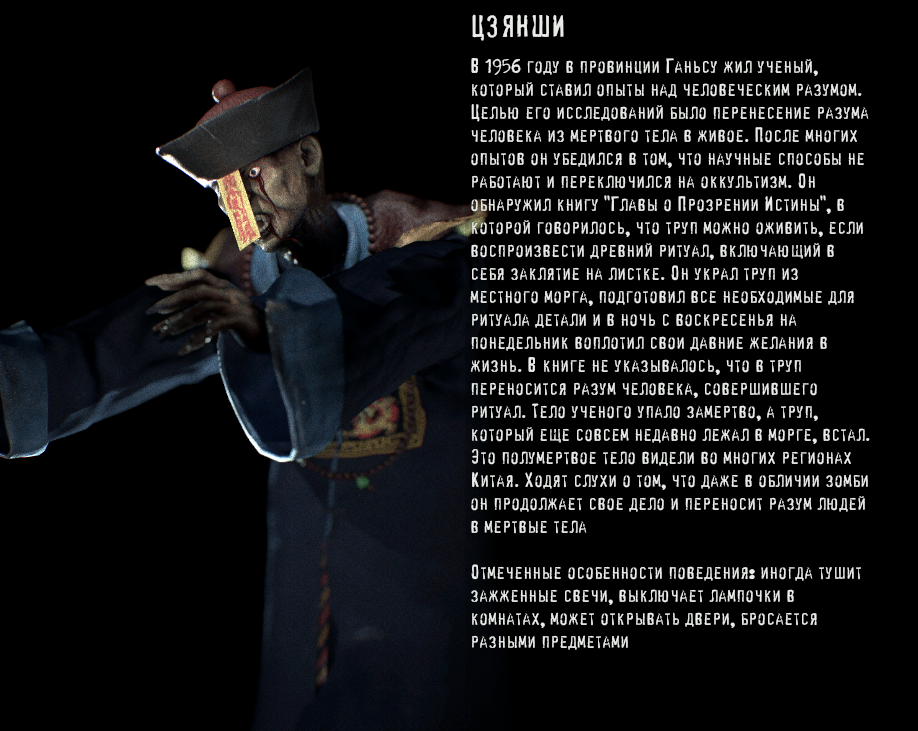 ЦЗЯНШИ
В 1956 году в провинции Ганьсу жил ученый,
который ставил опыты над человеческим разумом.
Целью его исследований было перенесение разума
человека из мертвого тела в живое. После многих
опытов он убедился в том, что научные способы не
работают и переключился на оккультизм. Он
обнаружил книгу "Главы о Прозрении Истины", в
которой говорилось, что труп можно оживить, если
воспроизвести древний ритуал, включающий в
себя заклятие на листке. Он украл труп из
местного морга, подготовил все необходимые для
ритуала детали и в ночь с воскресенья на
понедельник воплотил свои давние желания в
жизнь. В книге не указывалось, что в труп
переносится разум человека, совершившего
ритуал. Тело ученого упало замертво, а труп,
который еще совсем недавно лежал в морге, встал.
Это полумертвое тело видели во многих регионах
Китая. Ходят слухи о том, что даже в обличии зомби
он продолжает свое дело и переносит разум людей
в мертвые тела
Отмеченные особенности поведения: иногда тушит
зажженные свечи, выключает лампочки в
комнатах, может открывать двери, бросается
разными предметами